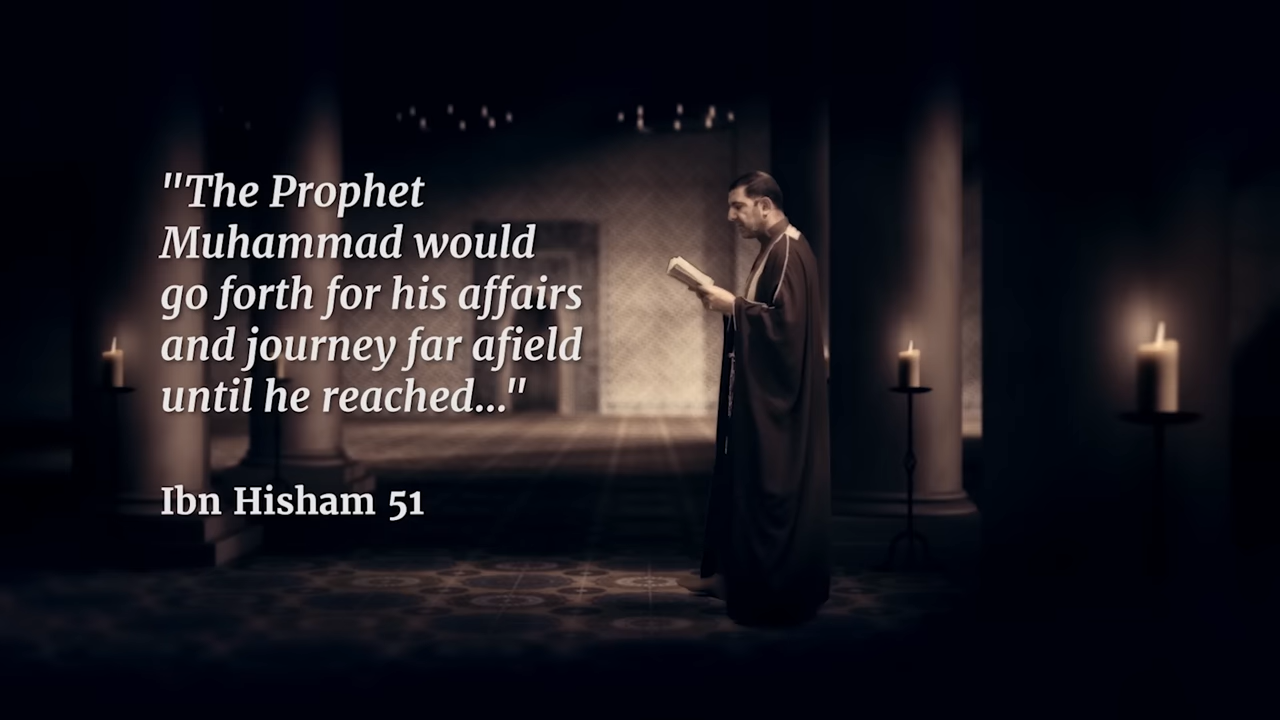 "The Prophet
Muhammad would
go forth for his affairs
and journey far afield
until he reached..."
Ibn Hisham 51